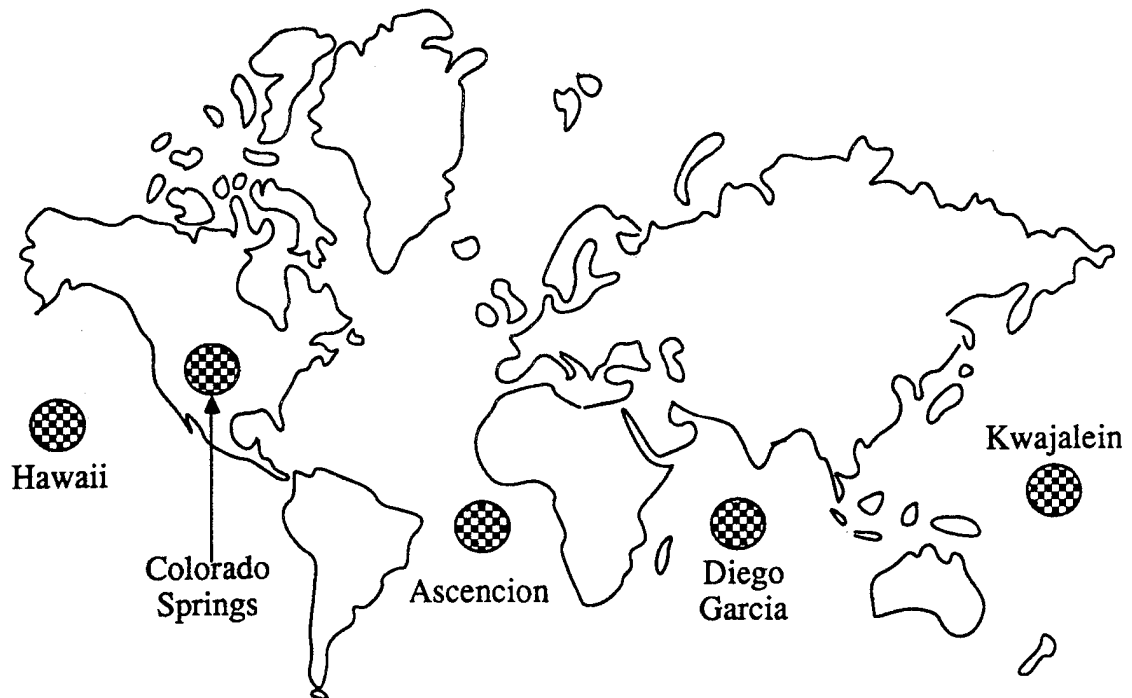 Hawaii
Colorado
Springs
Ascencion
Diego
Garcia
Kwajalein